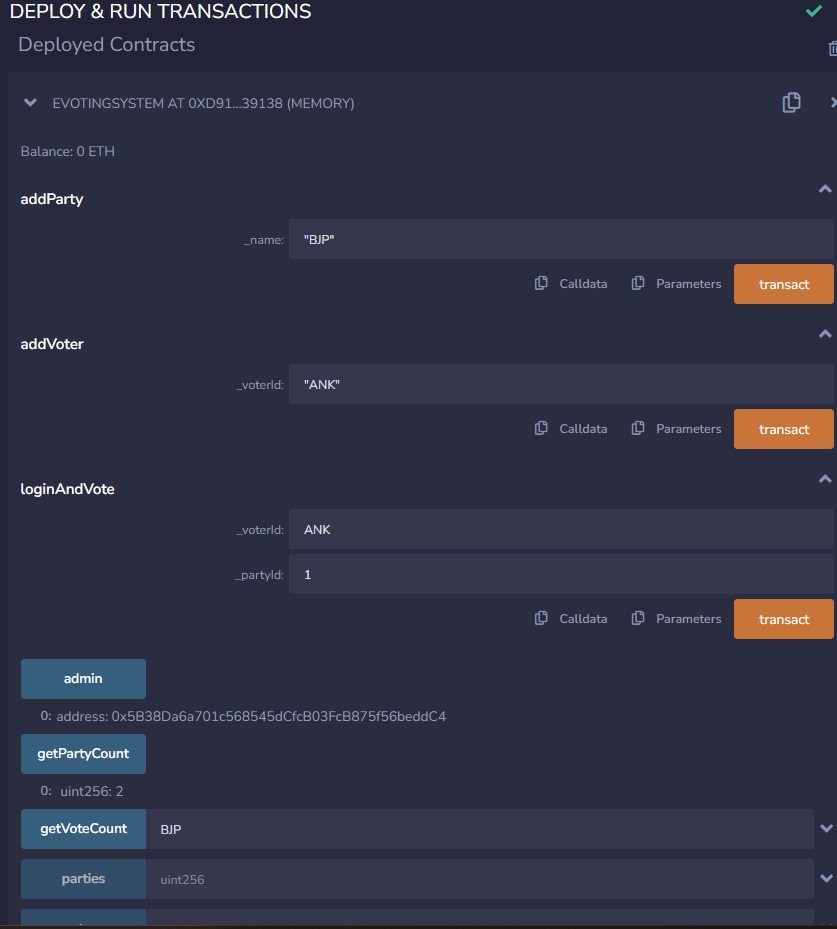 DEPLOY & RUN TRANSACTIONS
Deployed Contracts
EVOTINGSYSTEM AT 0XD91...39138 (MEMORY)
Balance: 0 ETH
addParty
_name: "BJP"
Calldata Parameters transact
addVoter
_voterId: "ANK"
Calldata Parameters transact
loginAndVote
_voterId: ANK
_partyId: 1
Calldata Parameters transact
admin
0: address: 0x5B38Da6a701c568545dCfcB03FcB875f56beddC4
getPartyCount
0: uint256: 2
getVoteCount BJP
parties uint256